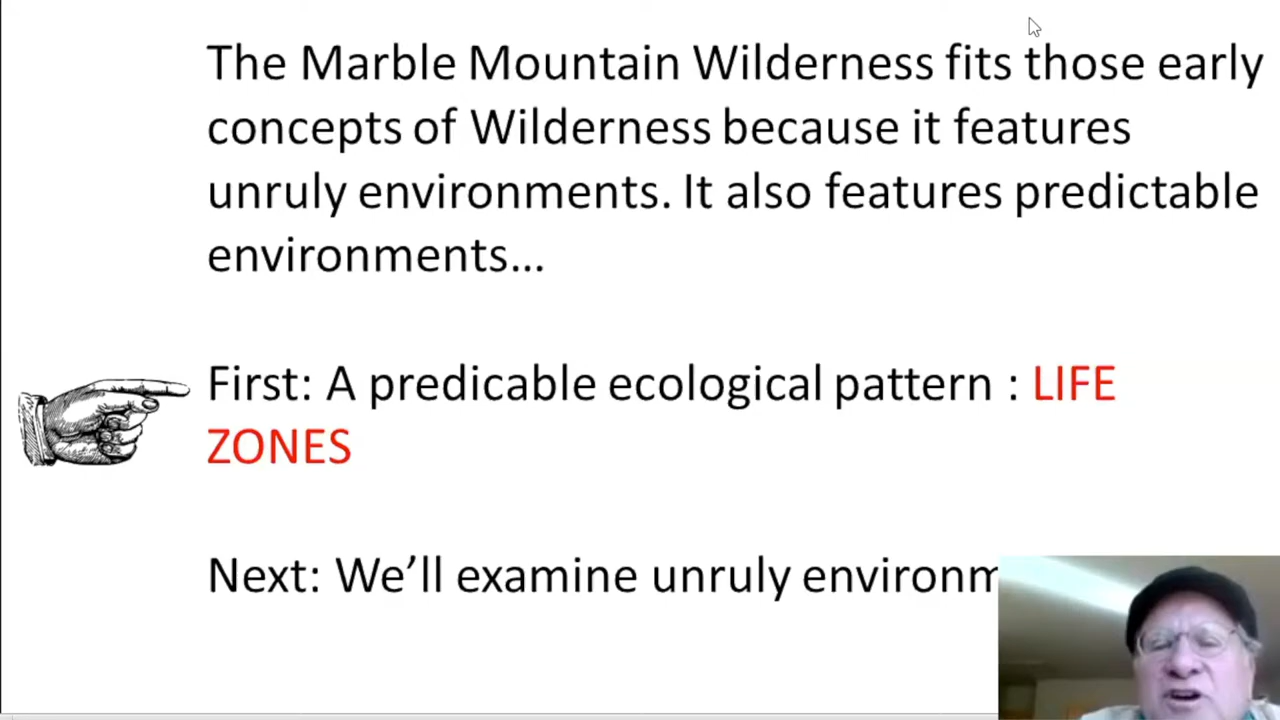 The Marble Mountain Wilderness fits those early
concepts of Wilderness because it features
unruly environments. It also features predictable
environments…
First: A predicable ecological pattern : LIFE
ZONES
Next: We’ll examine unruly